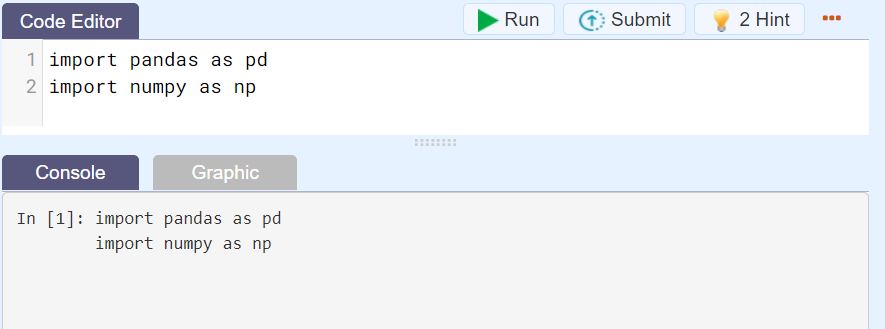 Code Editor Run Submit 2 Hint
1 import pandas as pd
2 import numpy as np
Console Graphic
In [1]: import pandas as pd
import numpy as np